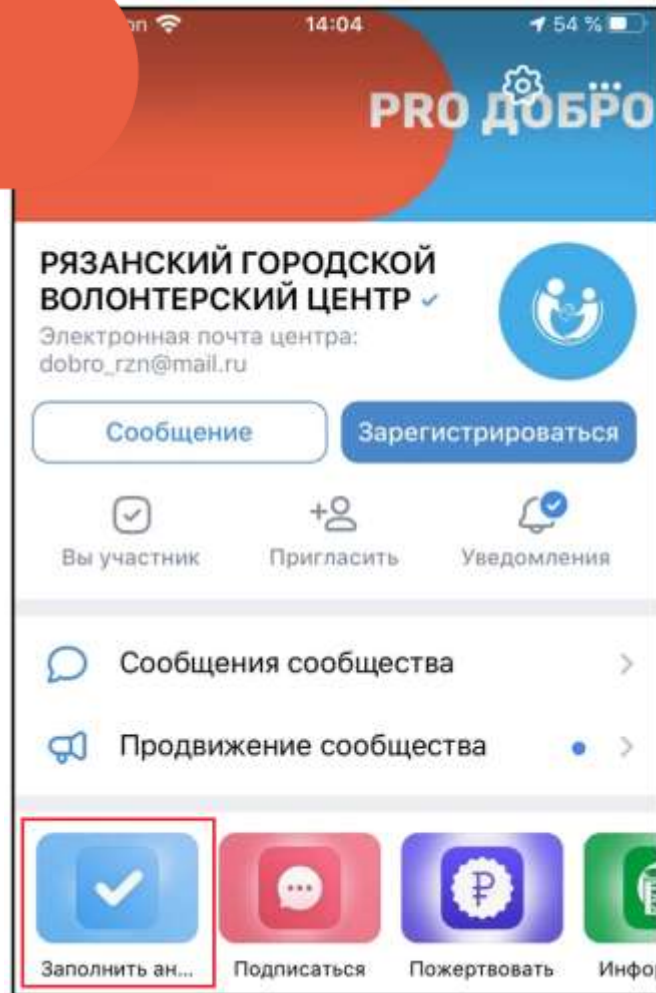 14:04
54 %
PRO ДОБРО
РЯЗАНСКИЙ ГОРОДСКОЙ
ВОЛОНТЕРСКИЙ ЦЕНТР
Электронная почта центра:
dobro_rzn@mail.ru
Сообщение
Зарегистрироваться
Вы участник
Пригласить
Уведомления
Сообщения сообщества
Продвижение сообщества
Заполнить ан...
Подписаться
Пожертвовать